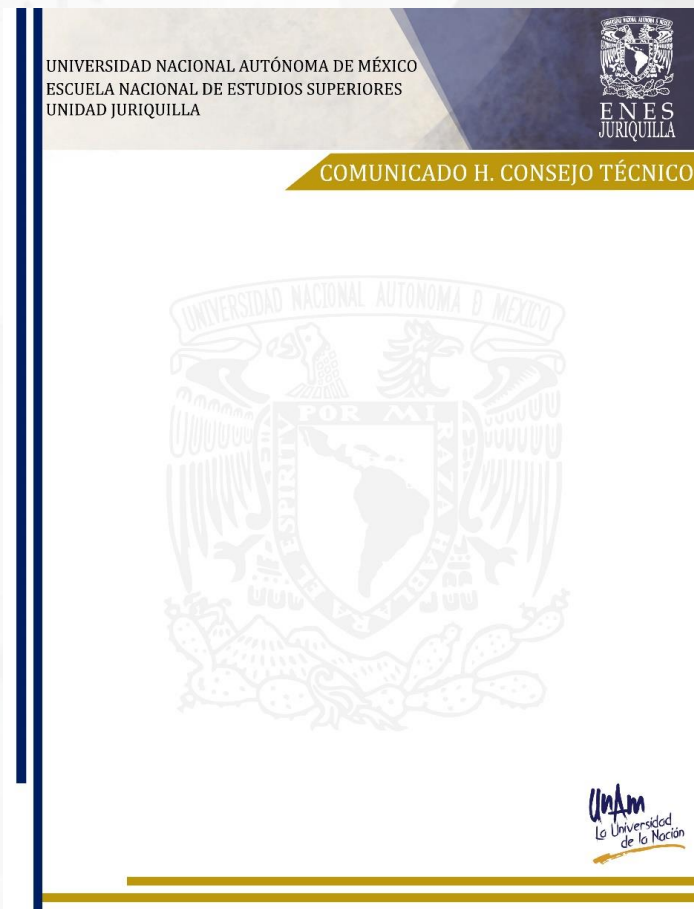 UNIVERSIDAD NACIONAL AUTÓNOMA DE MÉXICO
ESCUELA NACIONAL DE ESTUDIOS SUPERIORES
UNIDAD JURIQUILLA
ENES
JURIQUILLA
COMUNICADO H. CONSEJO TÉCNICO
UNIVERSIDAD NACIONAL AUTONOMA D MEXICO
POR MI RAZA HABLARA EL ESPIRITU
UnAm
La Universidad
de la Nación